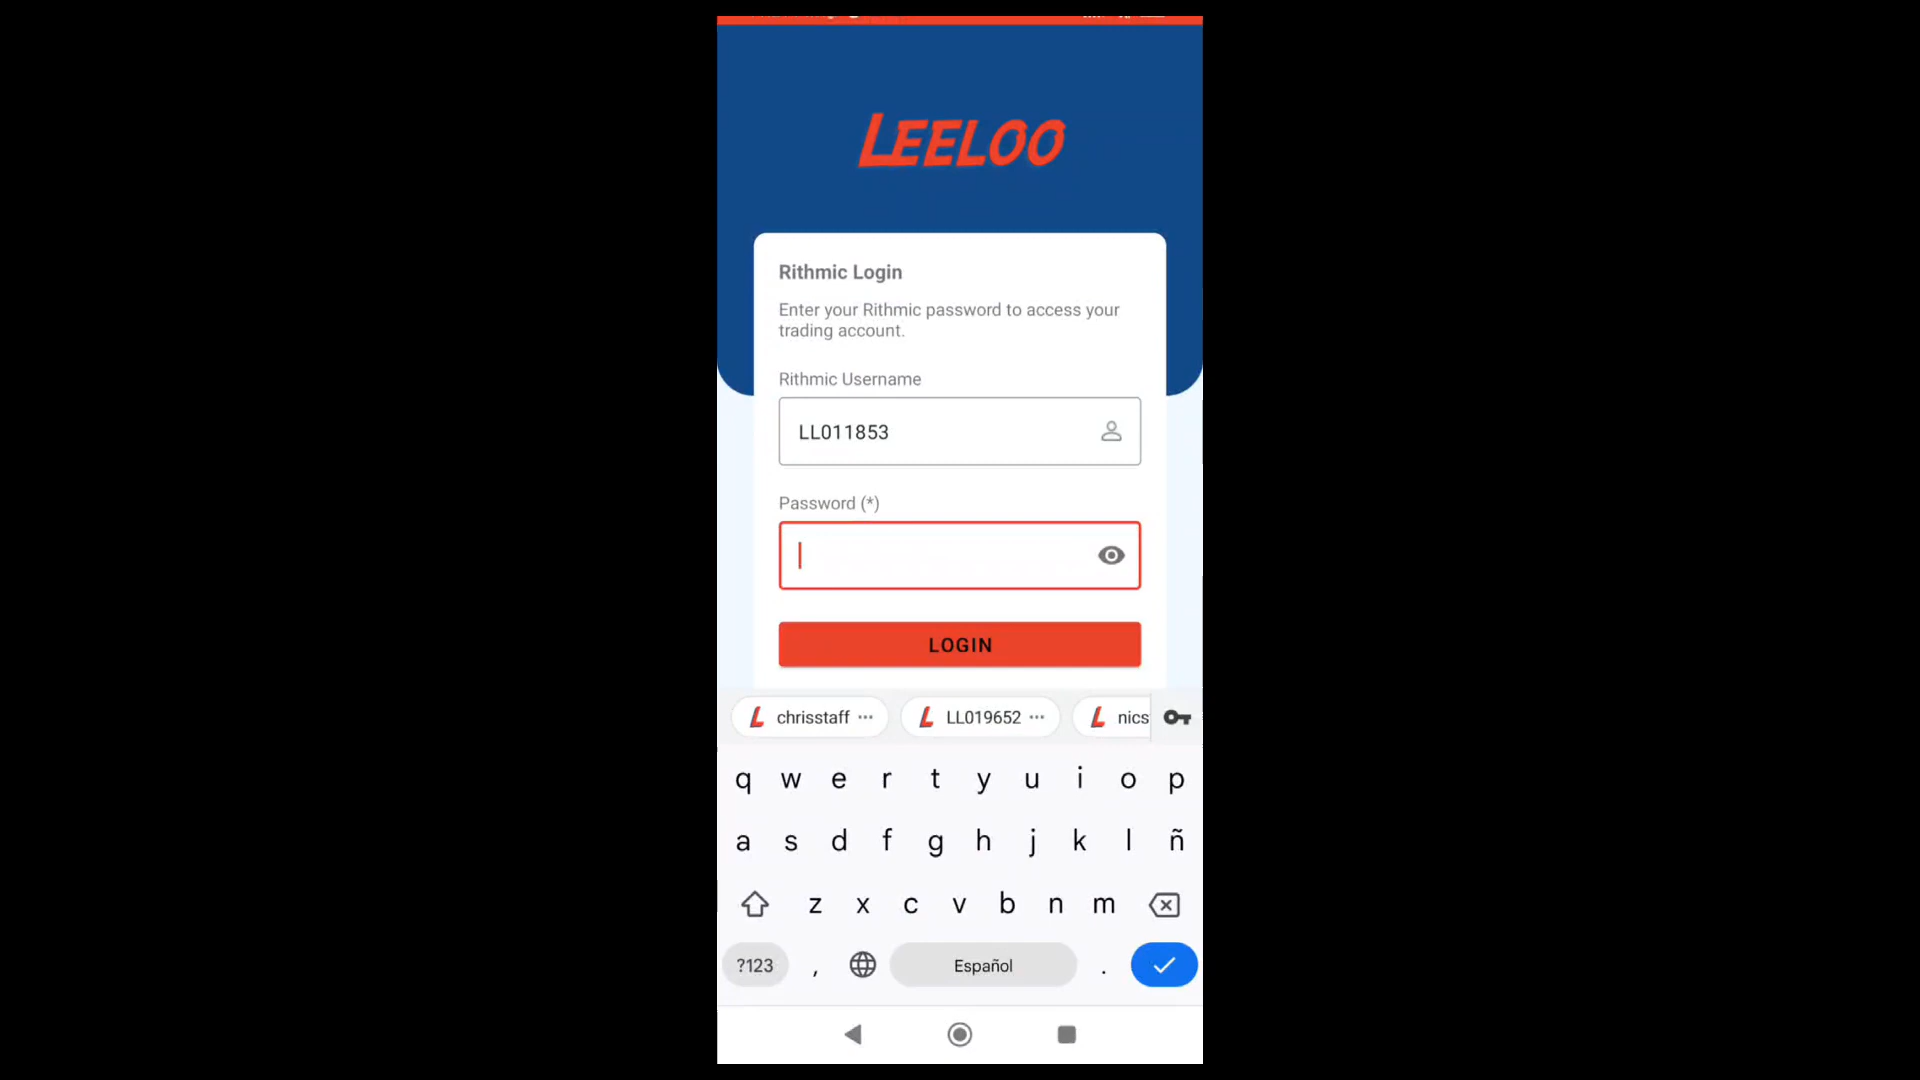 LEELOO
Rithmic Login
Enter your Rithmic password to access your
trading account.
Rithmic Username
LL011853
Password (*)
LOGIN
L chrisstaff ··· L LL019652 ··· L nics
q w e r t y u i o p
a s d f g h j k l ñ
z x c v b n m
?123 , Español .